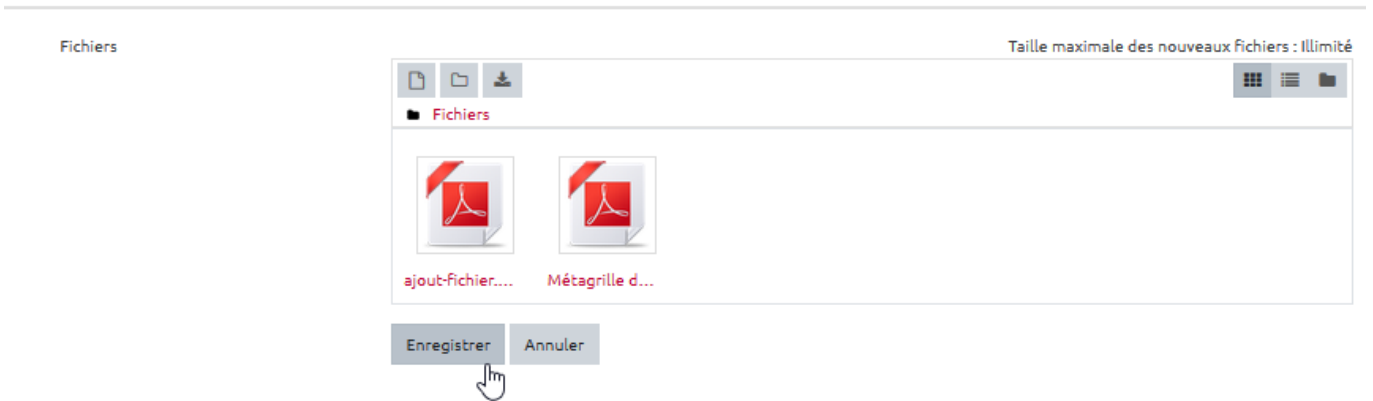 Fichiers
Taille maximale des nouveaux fichiers : Illimité
Fichiers
ajout-fichier....
Métagrille d...
Enregistrer
Annuler